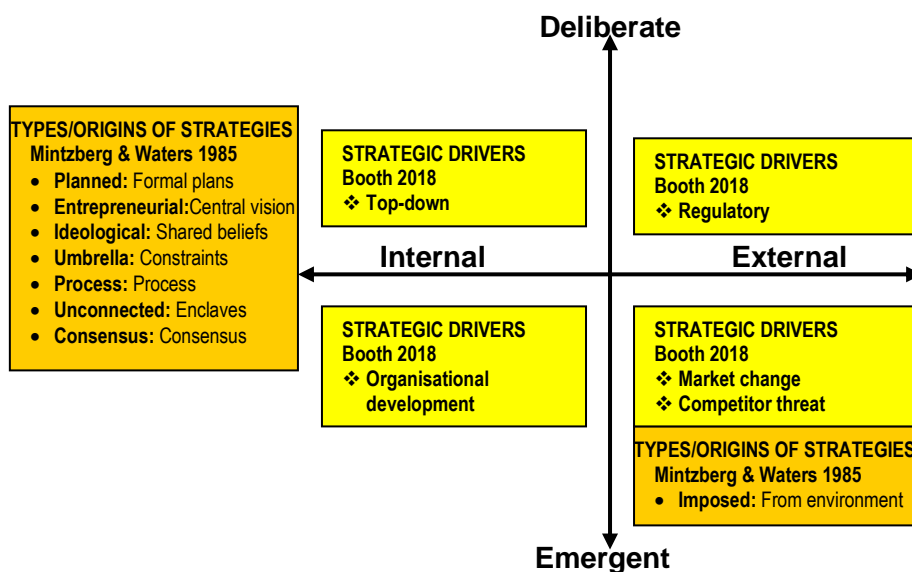 Deliberate
TYPES/ORIGINS OF STRATEGIES
Mintzberg & Waters 1985
• Planned: Formal plans
• Entrepreneurial:Central vision
• Ideological: Shared beliefs
• Umbrella: Constraints
• Process: Process
• Unconnected: Enclaves
• Consensus: Consensus
STRATEGIC DRIVERS
Booth 2018
❖ Top-down
STRATEGIC DRIVERS
Booth 2018
❖ Regulatory
Internal
External
STRATEGIC DRIVERS
Booth 2018
❖ Organisational
development
STRATEGIC DRIVERS
Booth 2018
❖ Market change
❖ Competitor threat
TYPES/ORIGINS OF STRATEGIES
Mintzberg & Waters 1985
• Imposed: From environment
Emergent